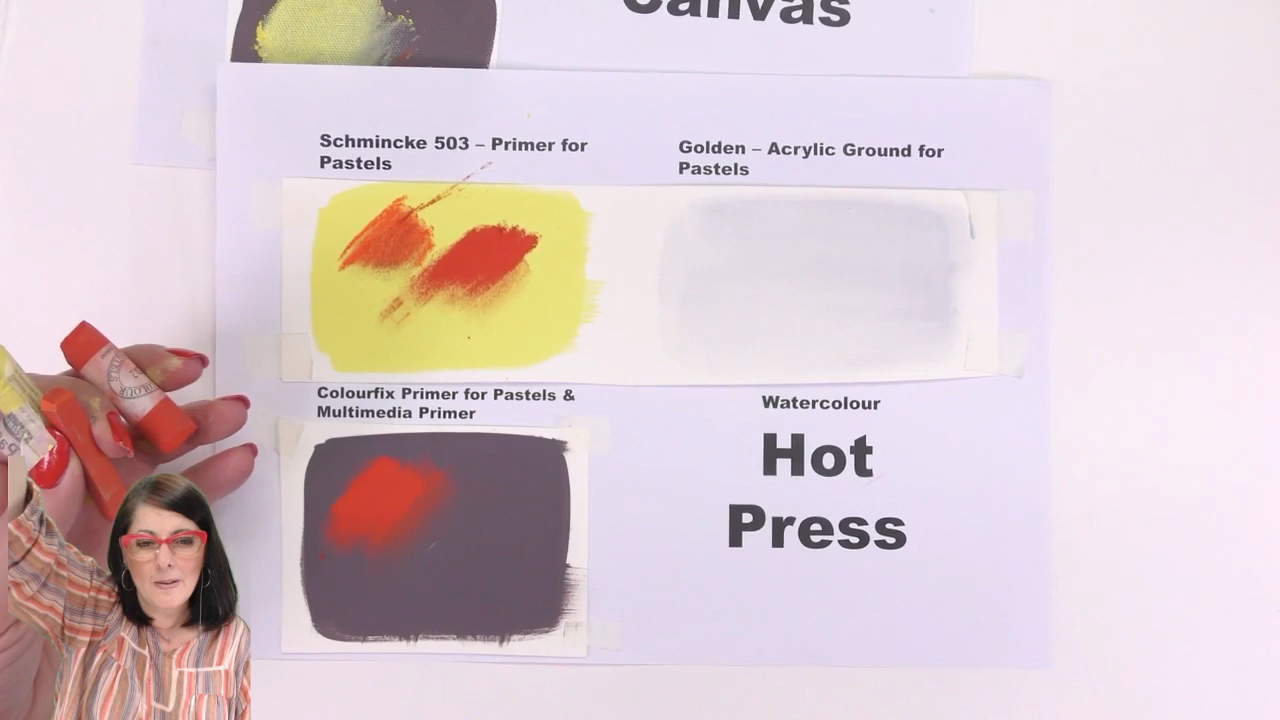 Canvas
Schmincke 503 – Primer for
Pastels
Golden – Acrylic Ground for
Pastels
Colourfix Primer for Pastels &
Multimedia Primer
Watercolour
Hot
Press